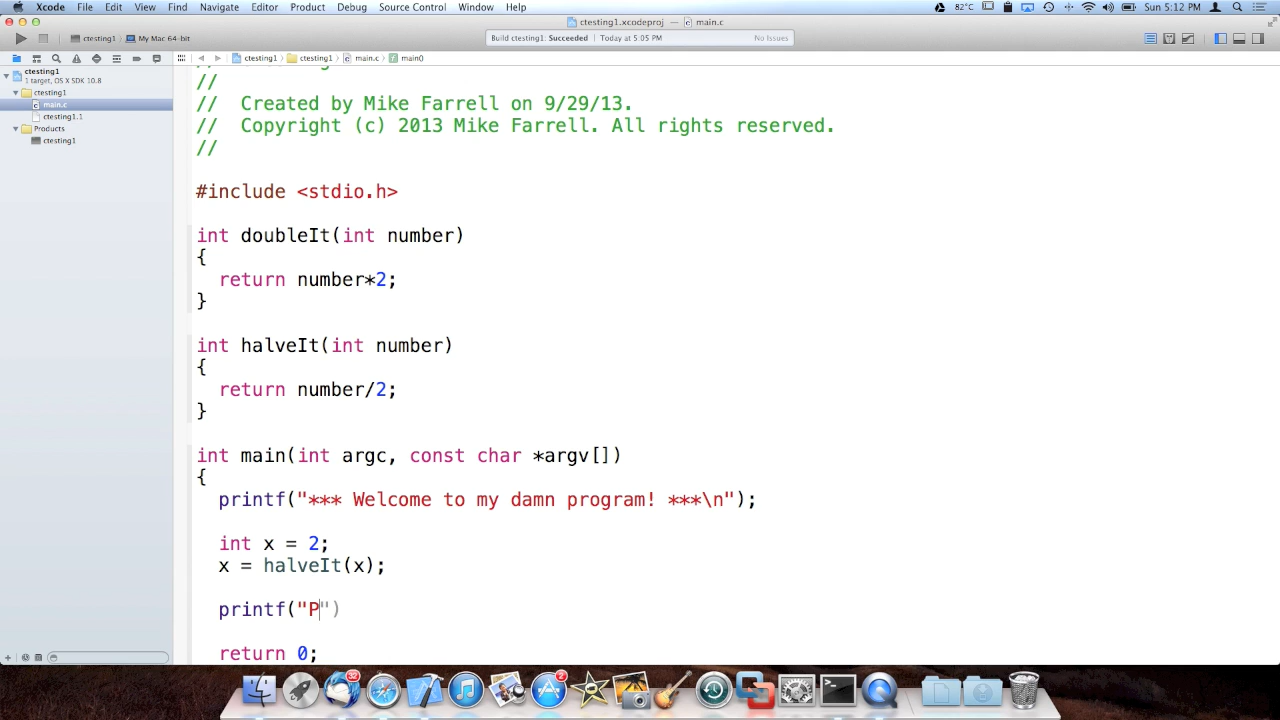 Xcode File Edit View Navigate Editor Product Debug Source Control Window Help 82°C Sun 5:12 PM
ctesting1.xcodeproj — main.c
ctesting1 My Mac 64-bit Build ctesting1: Succeeded Today at 5:05 PM No Issues
ctesting1 ctesting1 main.c main()
ctesting1
1 target, OS X SDK 10.8
ctesting1
main.c
ctesting1.1
Products
ctesting1
//
// Created by Mike Farrell on 9/29/13.
// Copyright (c) 2013 Mike Farrell. All rights reserved.
//
#include <stdio.h>
int doubleIt(int number)
{
return number*2;
}
int halveIt(int number)
{
return number/2;
}
int main(int argc, const char *argv[])
{
printf("*** Welcome to my damn program! ***\n");
int x = 2;
x = halveIt(x);
printf("P")
return 0;
32
2